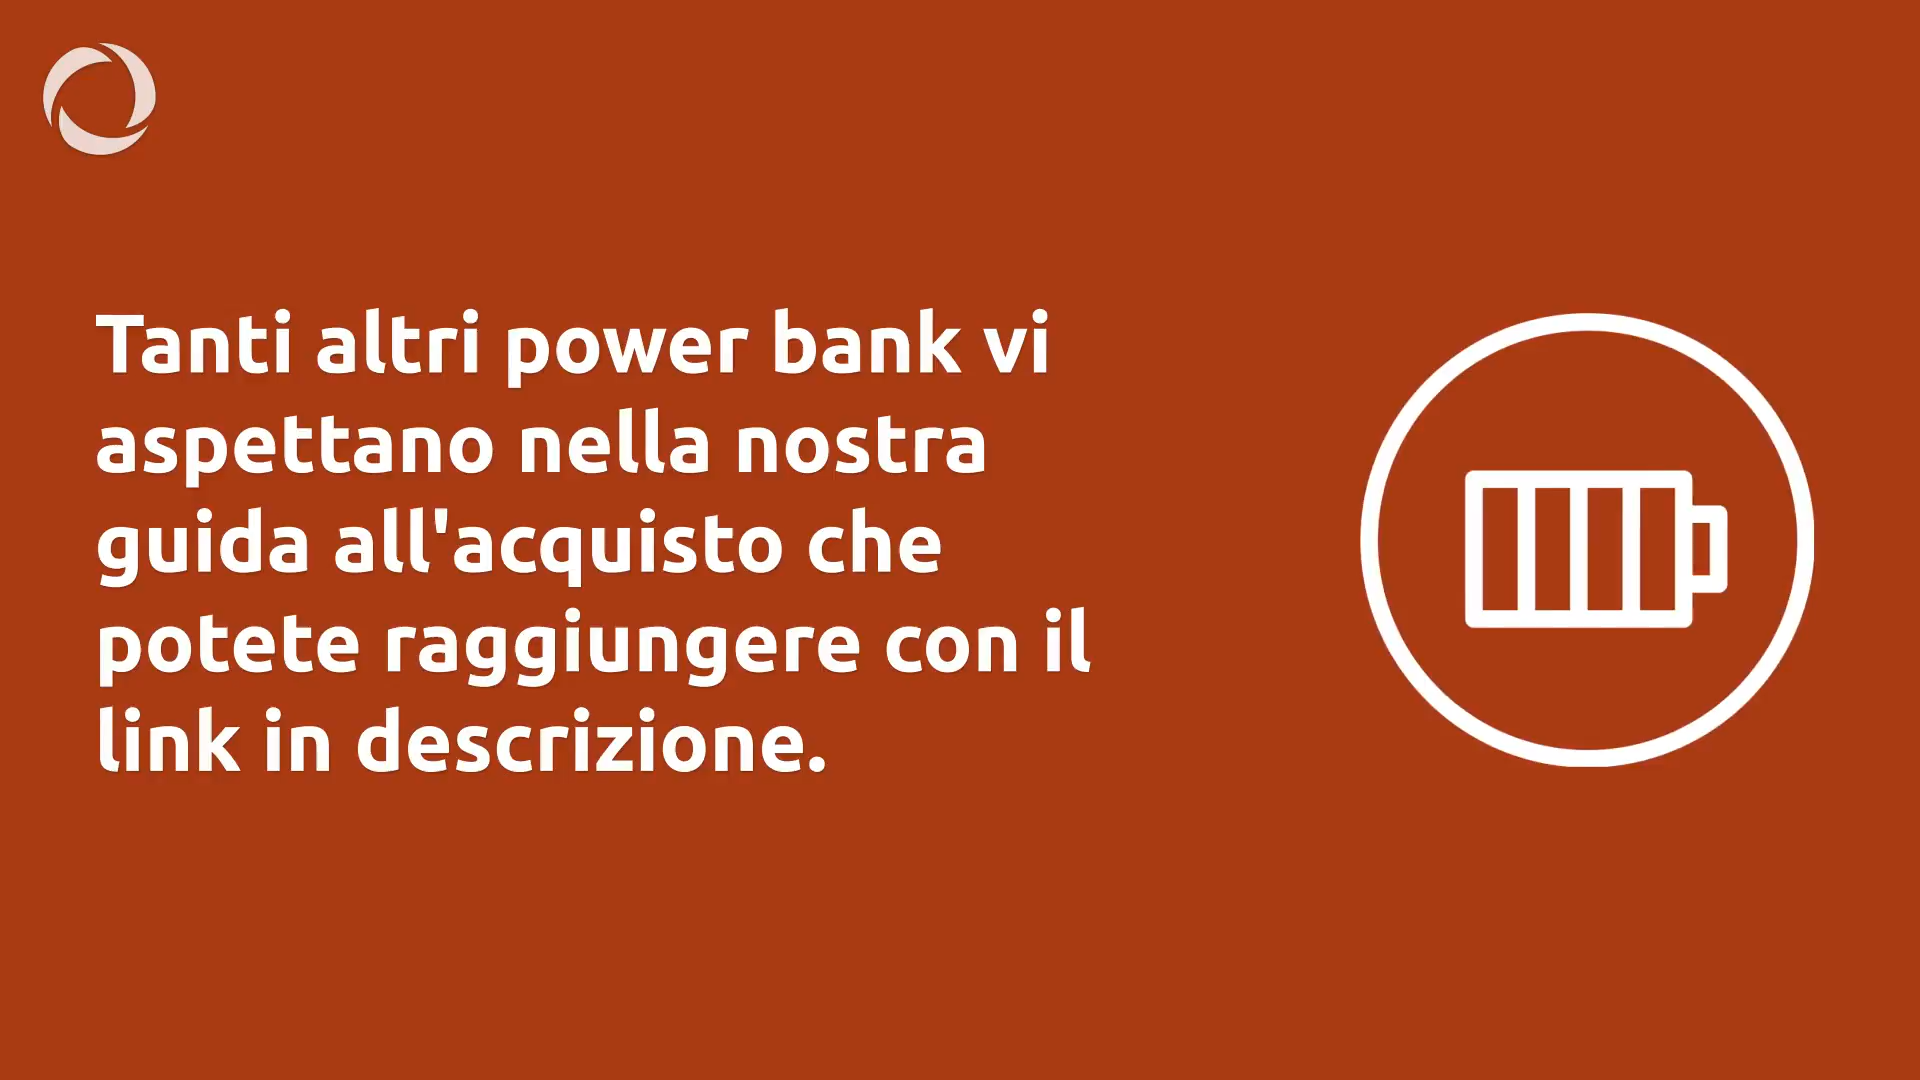 Tanti altri power bank vi
aspettano nella nostra
guida all'acquisto che
potete raggiungere con il
link in descrizione.